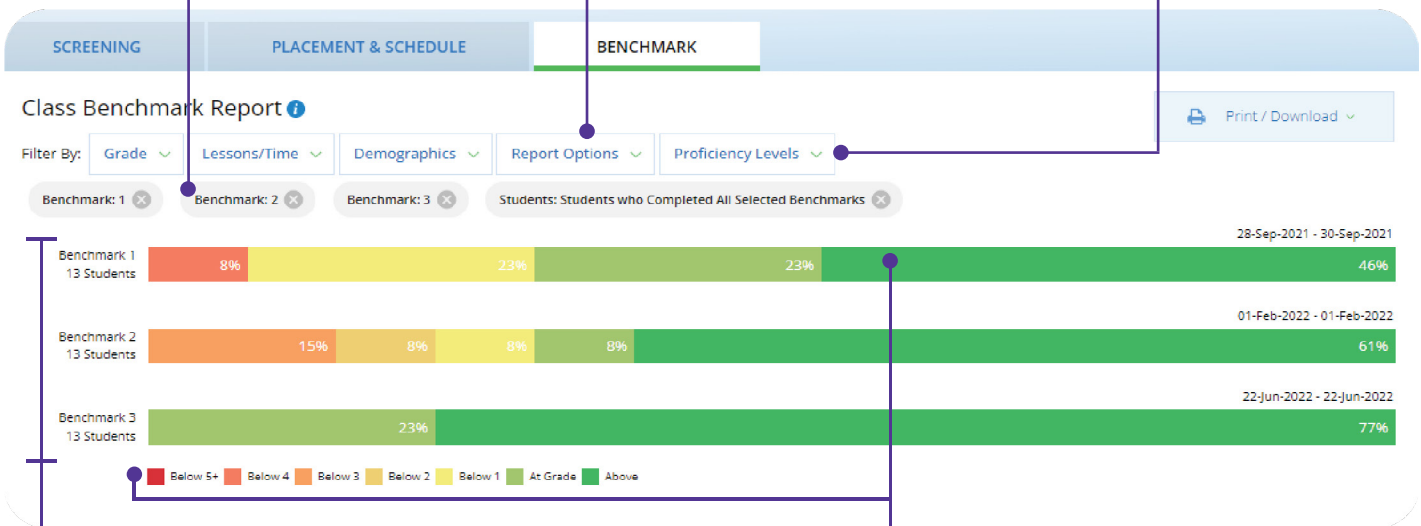 SCREENING PLACEMENT & SCHEDULE BENCHMARK
Class Benchmark Report i
Print / Download
Filter By: Grade Lessons/Time Demographics Report Options Proficiency Levels
Benchmark: 1 Benchmark: 2 Benchmark: 3 Students: Students who Completed All Selected Benchmarks
28-Sep-2021 - 30-Sep-2021
Benchmark 1
13 Students
8% 23% 23% 46%
01-Feb-2022 - 01-Feb-2022
Benchmark 2
13 Students
15% 8% 8% 8% 61%
22-Jun-2022 - 22-Jun-2022
Benchmark 3
13 Students
23% 77%
Below 5+ Below 4 Below 3 Below 2 Below 1 At Grade Above